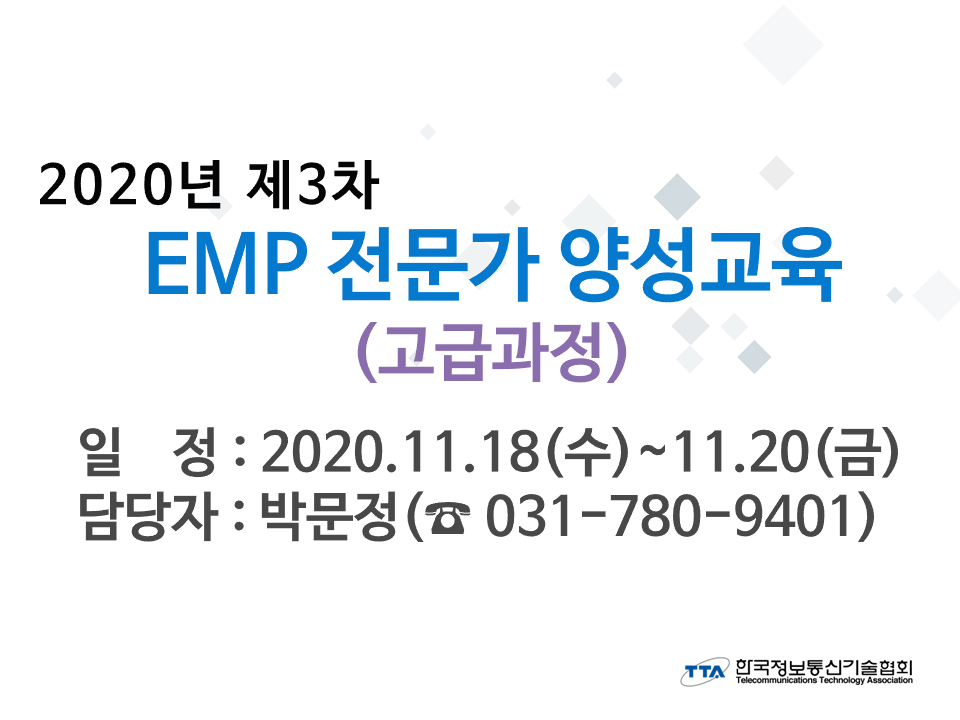 2020년 제3차
EMP 전문가 양성교육
(고급과정)
일 정 : 2020.11.18(수)~11.20(금)
담당자 : 박문정(☎ 031-780-9401)
TTA 한국정보통신기술협회
Telecommunications Technology Association